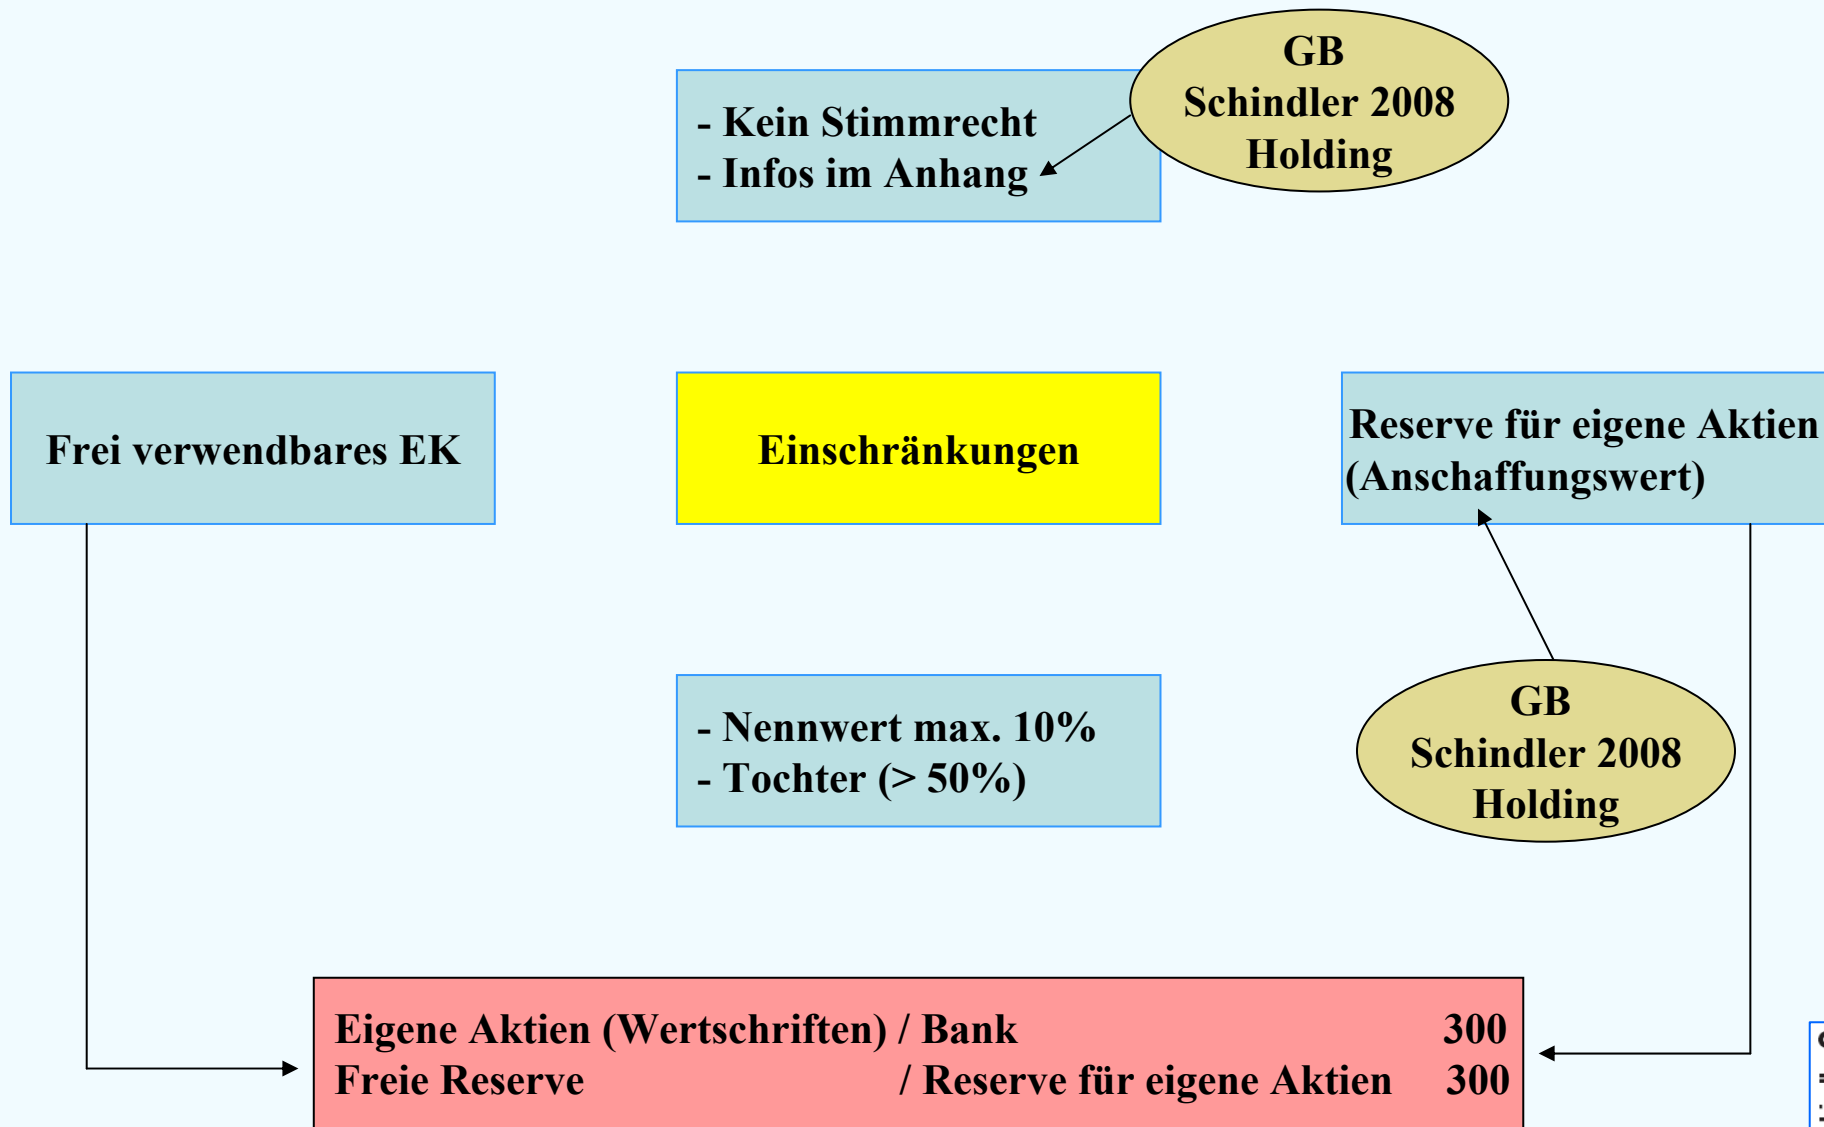 GB
Schindler 2008
Holding
- Kein Stimmrecht
- Infos im Anhang
Frei verwendbares EK
Einschränkungen
Reserve für eigene Aktien
(Anschaffungswert)
- Nennwert max. 10%
- Tochter (> 50%)
GB
Schindler 2008
Holding
Eigene Aktien (Wertschriften) / Bank 300
Freie Reserve / Reserve für eigene Aktien 300